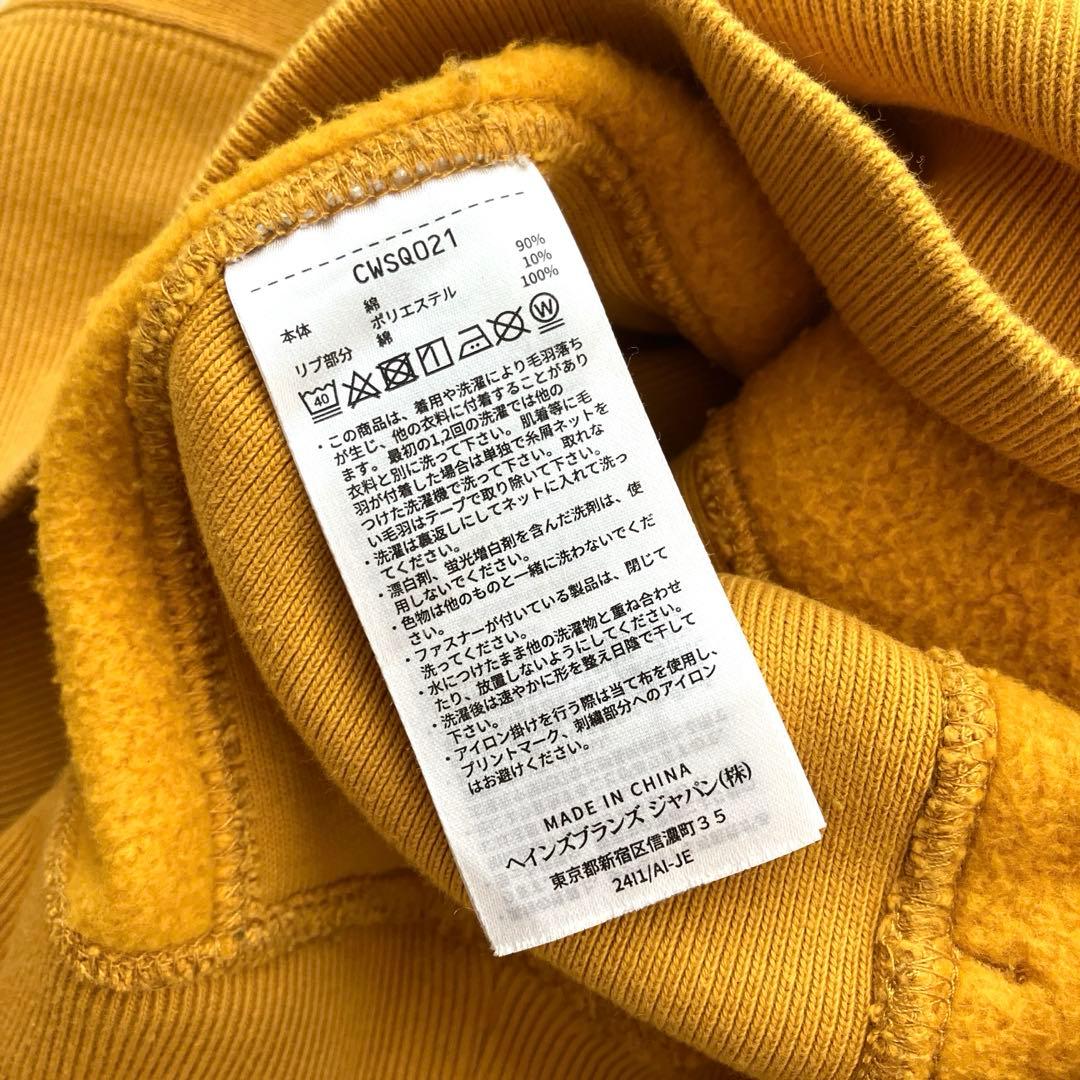 CWSQ021
本体 綿 90%
ポリエステル 10%
リブ部分 綿 100%
40 W
・この商品は、着用や洗濯により毛羽落ち
が生じ、他の衣料に付着することがあり
ます。最初の1,2回の洗濯では他の
衣料と別に洗って下さい。肌着等に毛
羽が付着した場合は単独で糸屑ネットを
つけた洗濯機で洗って下さい。取れな
い毛羽はテープで取り除いて下さい。
・洗濯は裏返しにしてネットに入れて洗っ
てください。
・漂白剤、蛍光増白剤を含んだ洗剤は、使
用しないでください。
・色物は他のものと一緒に洗わないでくだ
さい。
・ファスナーが付いている製品は、閉じて
洗ってください。
・水につけたまま他の洗濯物と重ね合わせ
たり、放置しないようにしてください。
・洗濯後は速やかに形を整え日陰で干して
下さい。
・アイロン掛けを行う際は当て布を使用し、
プリントマーク、刺繍部分へのアイロン
はお避けください。
MADE IN CHINA
ヘインズブランズ ジャパン(株)
東京都新宿区信濃町35
24I1/AI-JE